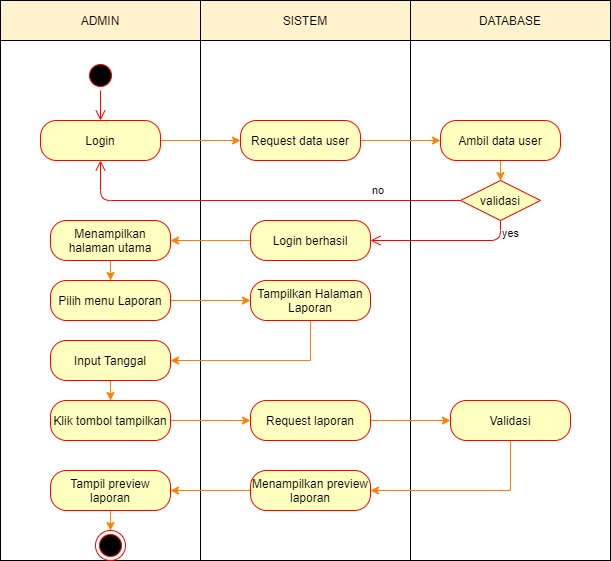 ADMIN
SISTEM
DATABASE
Login
Request data user
Ambil data user
validasi
no
yes
Menampilkan
halaman utama
Login berhasil
Pilih menu Laporan
Tampilkan Halaman
Laporan
Input Tanggal
Klik tombol tampilkan
Request laporan
Validasi
Tampil preview
laporan
Menampilkan preview
laporan